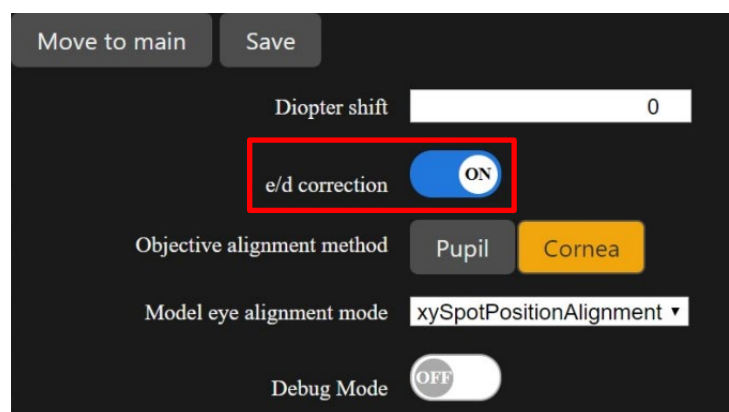 Move to main Save
Diopter shift 0
e/d correction ON
Objective alignment method Pupil Cornea
Model eye alignment mode xySpotPositionAlignment
Debug Mode OFF